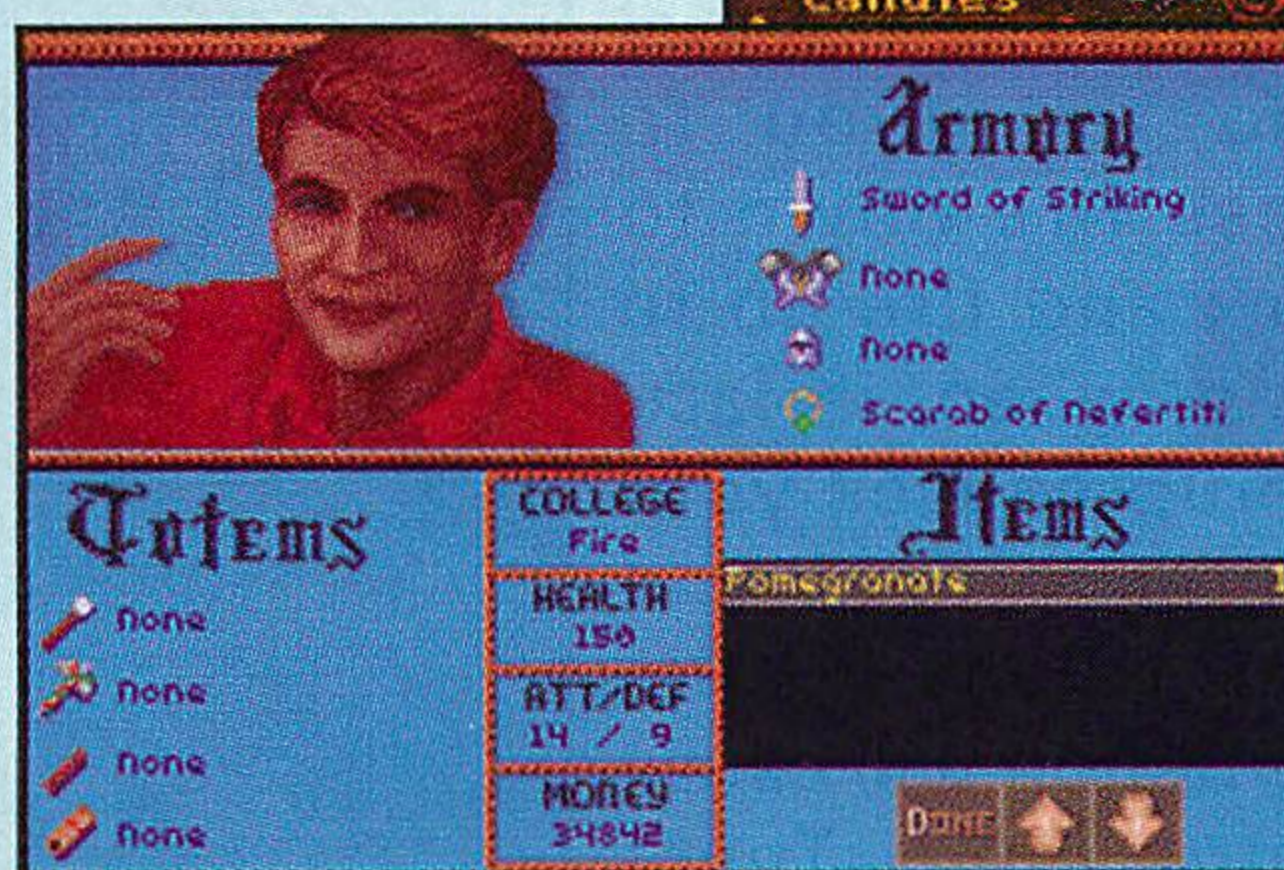 Candles
Armory
Sword of Striking
None
None
Scarab of Nefertiti
Totems
None
None
None
None
COLLEGE
Fire
HEALTH
150
ATT/DEF
14 / 9
MONEY
34842
Items
Pomegranate
DONE